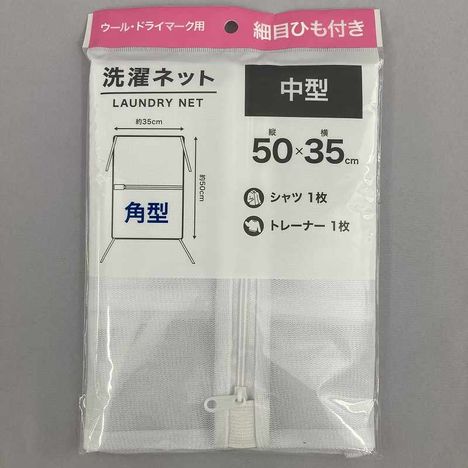 ウール・ドライマーク用
細目ひも付き
洗濯ネット
LAUNDRY NET
中型
約35cm
約50cm
角型
縦 横
50×35cm
シャツ 1枚
トレーナー 1枚